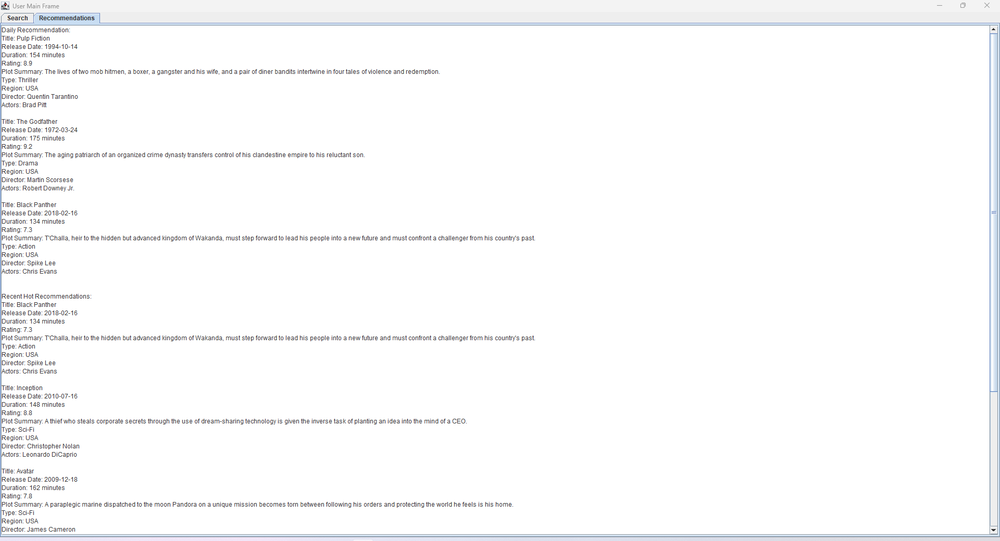 User Main Frame
Search Recommendations
Daily Recommendation:
Title: Pulp Fiction
Release Date: 1994-10-14
Duration: 154 minutes
Rating: 8.9
Plot Summary: The lives of two mob hitmen, a boxer, a gangster and his wife, and a pair of diner bandits intertwine in four tales of violence and redemption.
Type: Thriller
Region: USA
Director: Quentin Tarantino
Actors: Brad Pitt
Title: The Godfather
Release Date: 1972-03-24
Duration: 175 minutes
Rating: 9.2
Plot Summary: The aging patriarch of an organized crime dynasty transfers control of his clandestine empire to his reluctant son.
Type: Drama
Region: USA
Director: Martin Scorsese
Actors: Robert Downey Jr.
Title: Black Panther
Release Date: 2018-02-16
Duration: 134 minutes
Rating: 7.3
Plot Summary: T'Challa, heir to the hidden but advanced kingdom of Wakanda, must step forward to lead his people into a new future and must confront a challenger from his country's past.
Type: Action
Region: USA
Director: Spike Lee
Actors: Chris Evans
Recent Hot Recommendations:
Title: Black Panther
Release Date: 2018-02-16
Duration: 134 minutes
Rating: 7.3
Plot Summary: T'Challa, heir to the hidden but advanced kingdom of Wakanda, must step forward to lead his people into a new future and must confront a challenger from his country's past.
Type: Action
Region: USA
Director: Spike Lee
Actors: Chris Evans
Title: Inception
Release Date: 2010-07-16
Duration: 148 minutes
Rating: 8.8
Plot Summary: A thief who steals corporate secrets through the use of dream-sharing technology is given the inverse task of planting an idea into the mind of a CEO.
Type: Sci-Fi
Region: USA
Director: Christopher Nolan
Actors: Leonardo DiCaprio
Title: Avatar
Release Date: 2009-12-18
Duration: 162 minutes
Rating: 7.8
Plot Summary: A paraplegic marine dispatched to the moon Pandora on a unique mission becomes torn between following his orders and protecting the world he feels is his home.
Type: Sci-Fi
Region: USA
Director: James Cameron